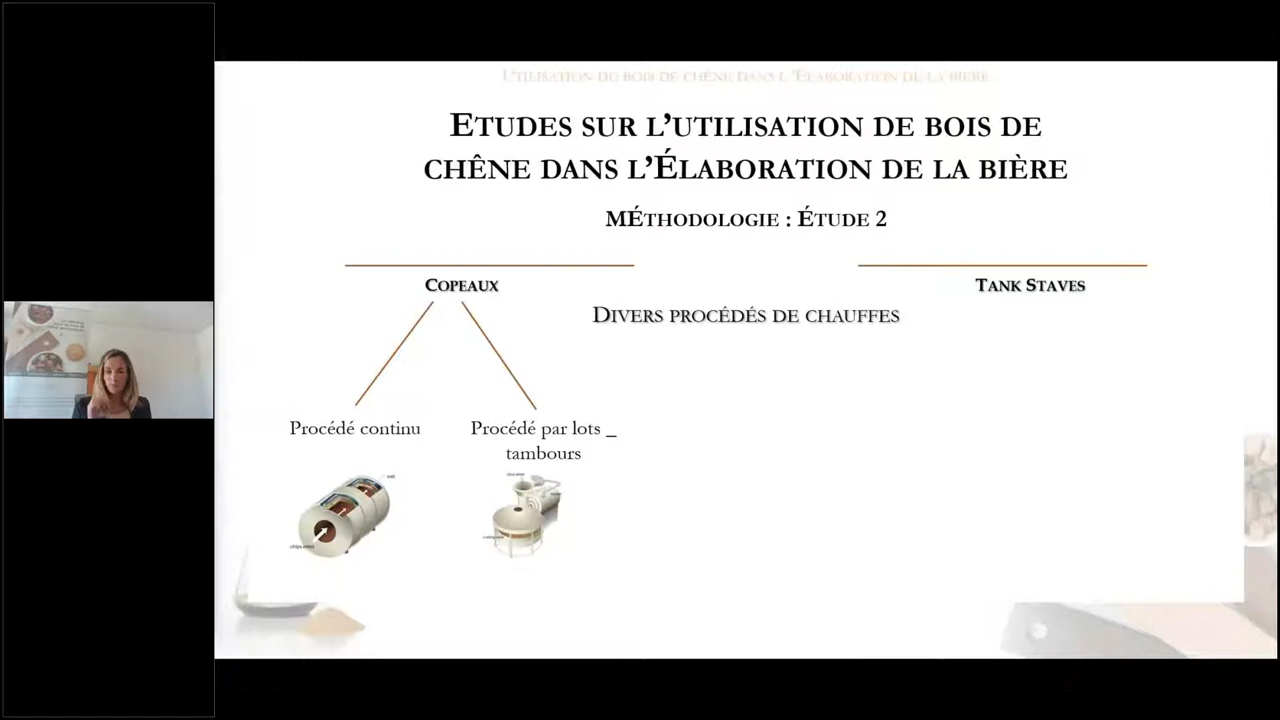 L'UTILISATION DU BOIS DE CHÊNE DANS L'ÉLABORATION DE LA BIÈRE
ETUDES SUR L'UTILISATION DE BOIS DE
CHÊNE DANS L'ÉLABORATION DE LA BIÈRE
MÉTHODOLOGIE : ÉTUDE 2
COPEAUX
TANK STAVES
DIVERS PROCÉDÉS DE CHAUFFES
Procédé continu
Procédé par lots _
tambours
chips enter